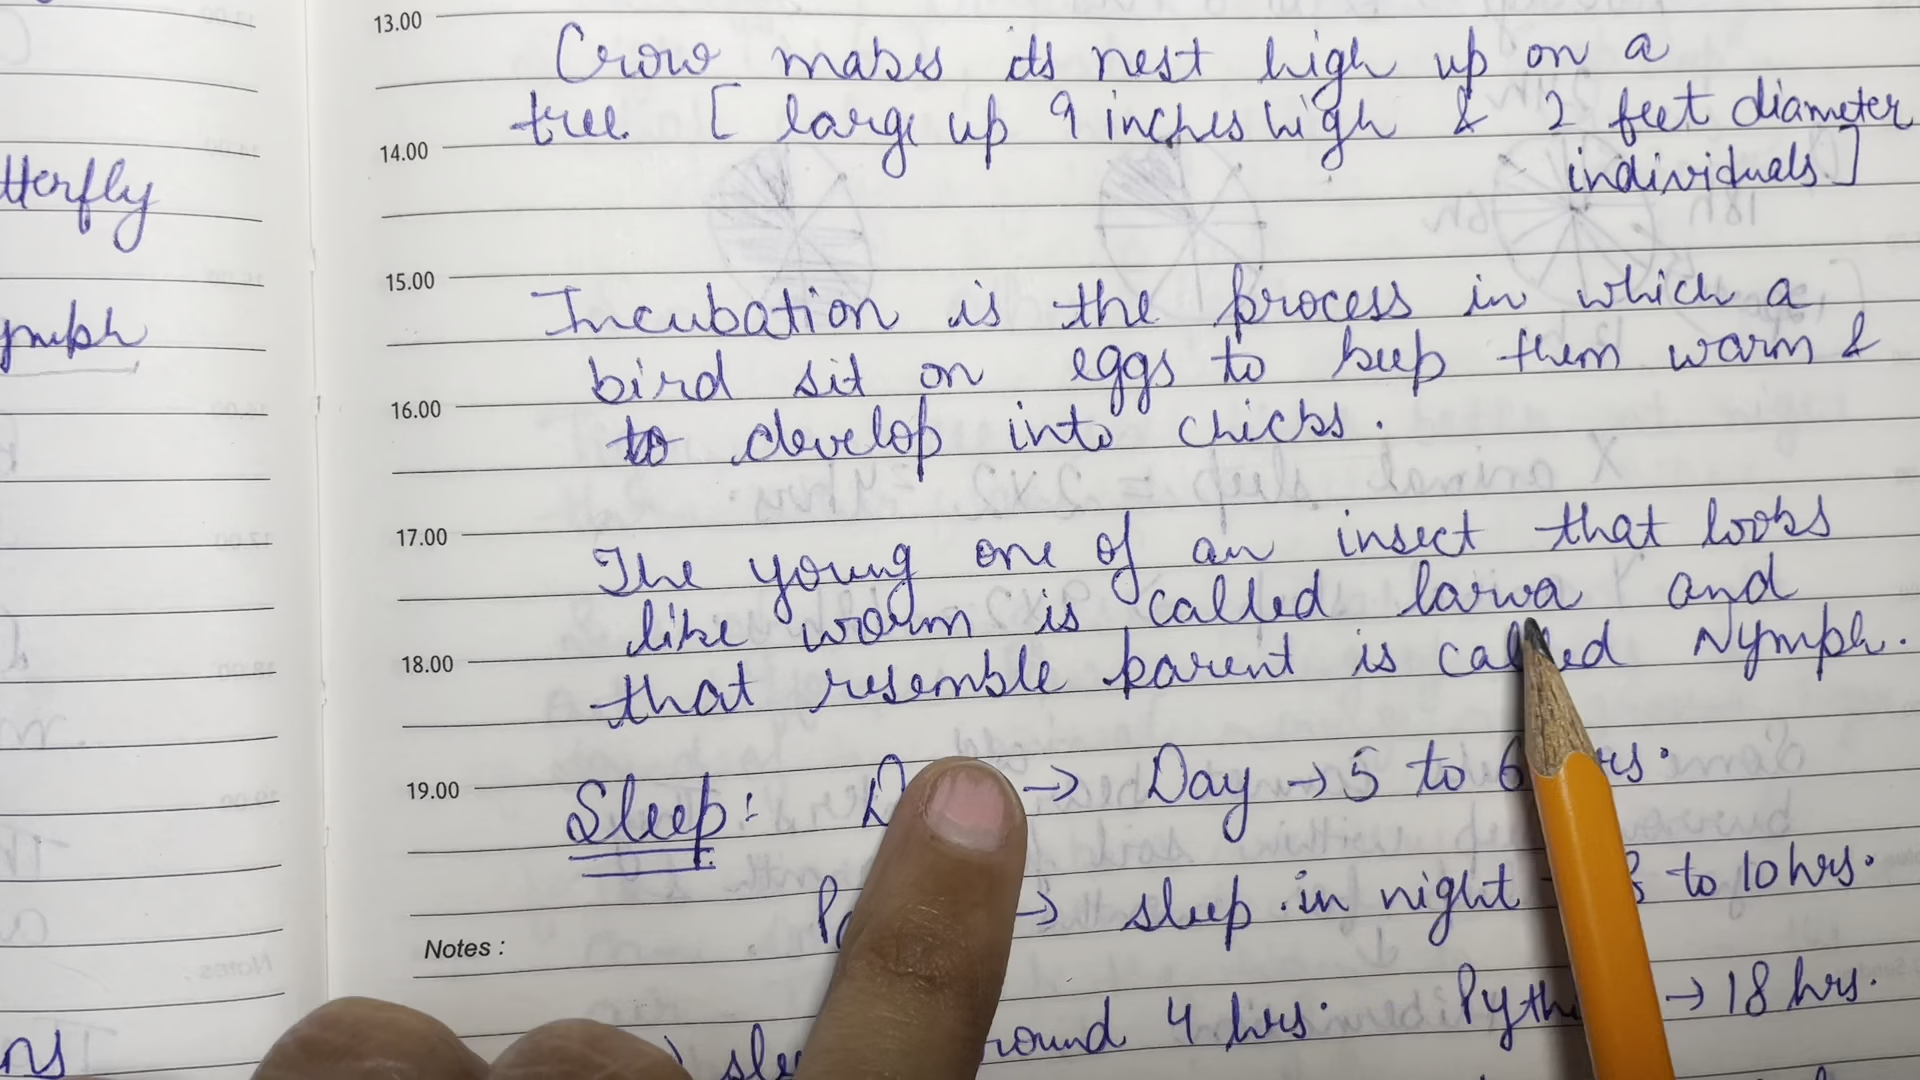 13.00
Crow makes its nest high up on a
tree. [ large up 9 inches high & 2 feet diameter
14.00
individuals ]
tterfly
15.00
Incubation is the process in which a
ymph
bird sit on eggs to keep them warm &
16.00
to develop into chicks.
17.00
The young one of an insect that looks
like worm is called larva and
18.00
that resemble parent is called Nymph.
19.00
Sleep: → Day → 5 to 6
→ sleep in night to 10 hrs.
Notes :
4 hrs. → 18 hrs.